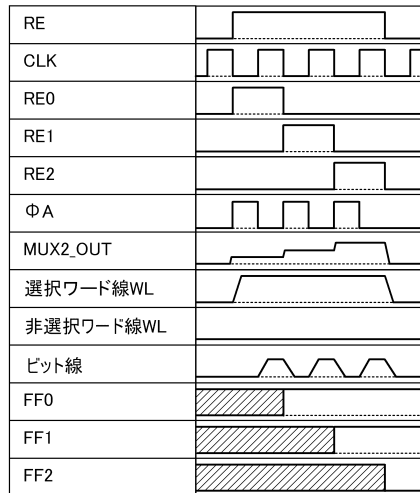 RE
CLK
RE0
RE1
RE2
ΦA
MUX2_OUT
選択ワード線WL
非選択ワード線WL
ビット線
FF0
FF1
FF2